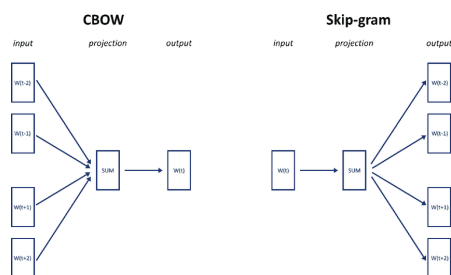 CBOW
input projection output
W(t-2)
W(t-1)
SUM
W(t)
W(t+1)
W(t+2)
Skip-gram
input projection output
W(t-2)
W(t-1)
W(t)
SUM
W(t+1)
W(t+2)